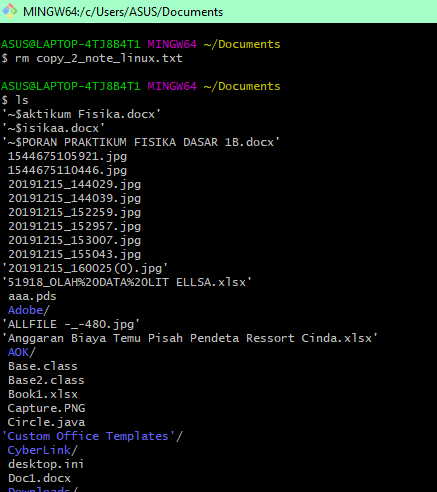 MINGW64:/c/Users/ASUS/Documents
ASUS@LAPTOP-4TJ8B4T1 MINGW64 ~/Documents
$ rm copy_2_note_linux.txt
ASUS@LAPTOP-4TJ8B4T1 MINGW64 ~/Documents
$ ls
'~$aktikum Fisika.docx'
'~$isikaa.docx'
'~$PORAN PRAKTIKUM FISIKA DASAR 1B.docx'
1544675105921.jpg
1544675110446.jpg
20191215_144029.jpg
20191215_144039.jpg
20191215_152259.jpg
20191215_152957.jpg
20191215_153007.jpg
20191215_155043.jpg
'20191215_160025(0).jpg'
'51918_OLAH%20DATA%20LIT ELLSA.xlsx'
aaa.pds
Adobe/
'ALLFILE -_-480.jpg'
'Anggaran Biaya Temu Pisah Pendeta Ressort Cinda.xlsx'
AOK/
Base.class
Base2.class
Book1.xlsx
Capture.PNG
Circle.java
'Custom Office Templates'/
CyberLink/
desktop.ini
Doc1.docx
Downloads/